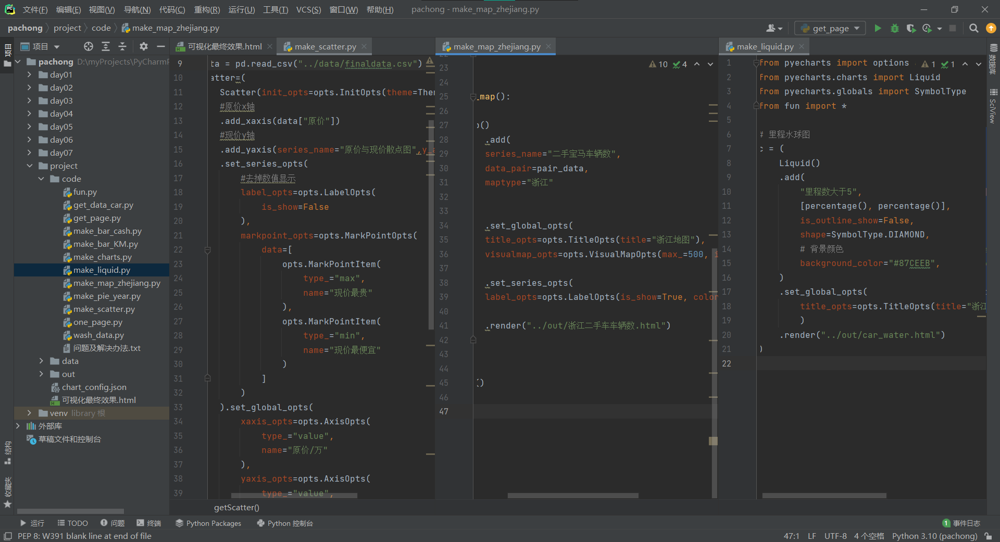 文件(F) 编辑(E) 视图(V) 导航(N) 代码(C) 重构(R) 运行(U) 工具(T) VCS(S) 窗口(W) 帮助(H) pachong - make_map_zhejiang.py
pachong project code make_map_zhejiang.py get_page
项目
项目
pachong D:\myProjects\PyCharm
day01
day02
day03
day04
day05
day06
day07
project
code
fun.py
get_data_car.py
get_page.py
make_bar_cash.py
make_bar_KM.py
make_charts.py
make_liquid.py
make_map_zhejiang.py
make_pie_year.py
make_scatter.py
one_page.py
wash_data.py
问题及解决办法.txt
data
out
chart_config.json
可视化最终效果.html
venv library 根
外部库
草稿文件和控制台
结构
收藏夹
可视化最终效果.html make_scatter.py
9 ta = pd.read_csv("../data/finaldata.csv")
10 atter=(
11 Scatter(init_opts=opts.InitOpts(theme=The
12 #原价x轴
13 .add_xaxis(data["原价"])
14 #现价y轴
15 .add_yaxis(series_name="原价与现价散点图",y_a
16 .set_series_opts(
17 #去掉数值显示
18 label_opts=opts.LabelOpts(
19 is_show=False
20 ),
21 markpoint_opts=opts.MarkPointOpts(
22 data=[
23 opts.MarkPointItem(
24 type_="max",
25 name="现价最贵"
26 ),
27 opts.MarkPointItem(
28 type_="min",
29 name="现价最便宜"
30 )
31 ]
32 )
33 ).set_global_opts(
34 xaxis_opts=opts.AxisOpts(
35 type_="value",
36 name="原价/万"
37 ),
38 yaxis_opts=opts.AxisOpts(
39 type_="value",
getScatter()
make_map_zhejiang.py
10 4
22
23
24
25 _map():
26
27 p()
28 .add(
29 series_name="二手宝马车辆数",
30 data_pair=pair_data,
31 maptype="浙江"
32
33
34 .set_global_opts(
35 title_opts=opts.TitleOpts(title="浙江地图"),
36 visualmap_opts=opts.VisualMapOpts(max_=500, i
37
38 .set_series_opts(
39 label_opts=opts.LabelOpts(is_show=True, color
40
41 .render("../out/浙江二手车车辆数.html")
42
43
44
45 ()
46
47
make_liquid.py
1 from pyecharts import options 1 1
2 from pyecharts.charts import Liquid
3 from pyecharts.globals import SymbolType
4 from fun import *
5
6 # 里程水球图
7 c = (
8 Liquid()
9 .add(
10 "里程数大于5",
11 [percentage(), percentage()],
12 is_outline_show=False,
13 shape=SymbolType.DIAMOND,
14 # 背景颜色
15 background_color="#87CEEB",
16 )
17 .set_global_opts(
18 title_opts=opts.TitleOpts(title="浙江
19 )
20 .render("../out/car_water.html")
21 )
22
数据库
SciView
运行 TODO 问题 终端 Python Packages Python 控制台 1 事件日志
PEP 8: W391 blank line at end of file 47:1 LF UTF-8 4 个空格 Python 3.10 (pachong)